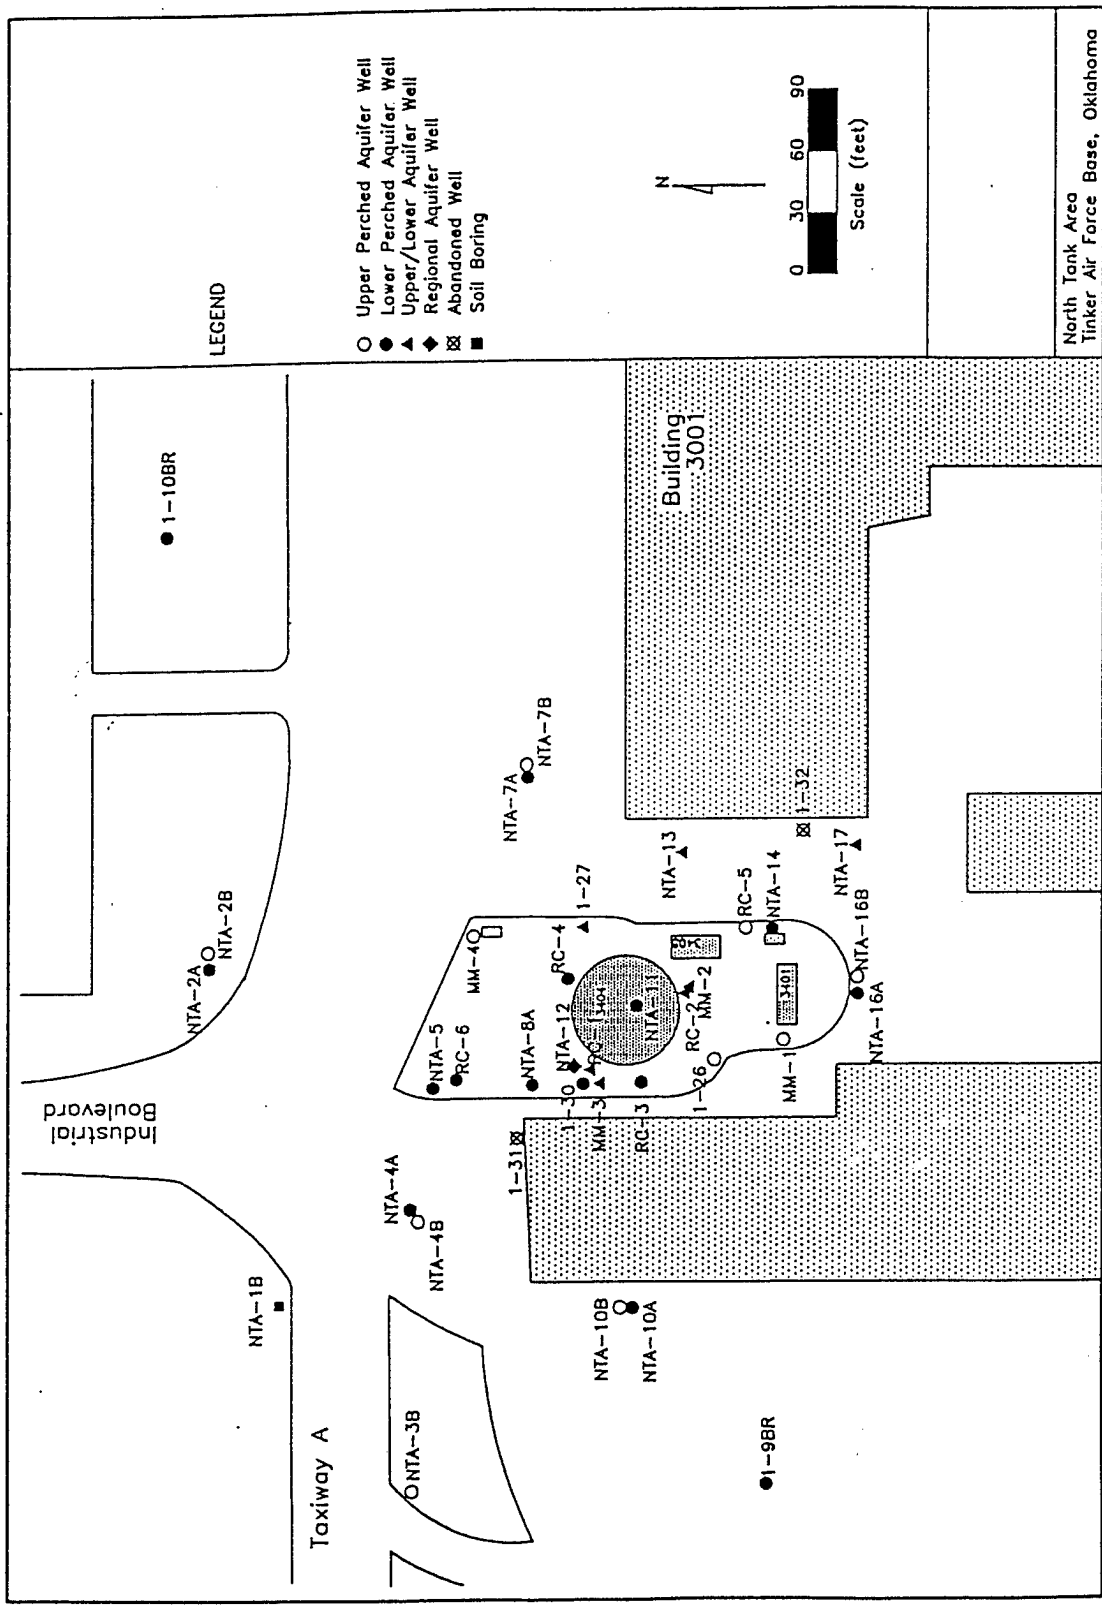 Industrial
Boulevard
Taxiway A
1-10BR
NTA-2A
NTA-2B
NTA-1B
NTA-3B
NTA-4A
NTA-4B
NTA-5
RC-6
MM-4
NTA-7A
NTA-7B
NTA-8A
RC-4
1-27
NTA-12
RC-1
1-30
MM-3
RC-3
3404
NTA-11
1-31
NTA-10B
NTA-10A
NTA-13
RC-2
MM-2
1-26
RC-5
NTA-14
MM-1
3401
1-32
NTA-17
NTA-16B
NTA-16A
1-9BR
Building
3001
LEGEND
Upper Perched Aquifer Well
Lower Perched Aquifer Well
Upper/Lower Aquifer Well
Regional Aquifer Well
Abandoned Well
Soil Boring
N
0 30 60 90
Scale (feet)
North Tank Area
Tinker Air Force Base, Oklahoma